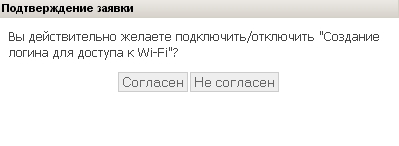 Подтверждение заявки
Вы действительно желаете подключить/отключить "Создание
логина для доступа к Wi-Fi"?
Согласен Не согласен